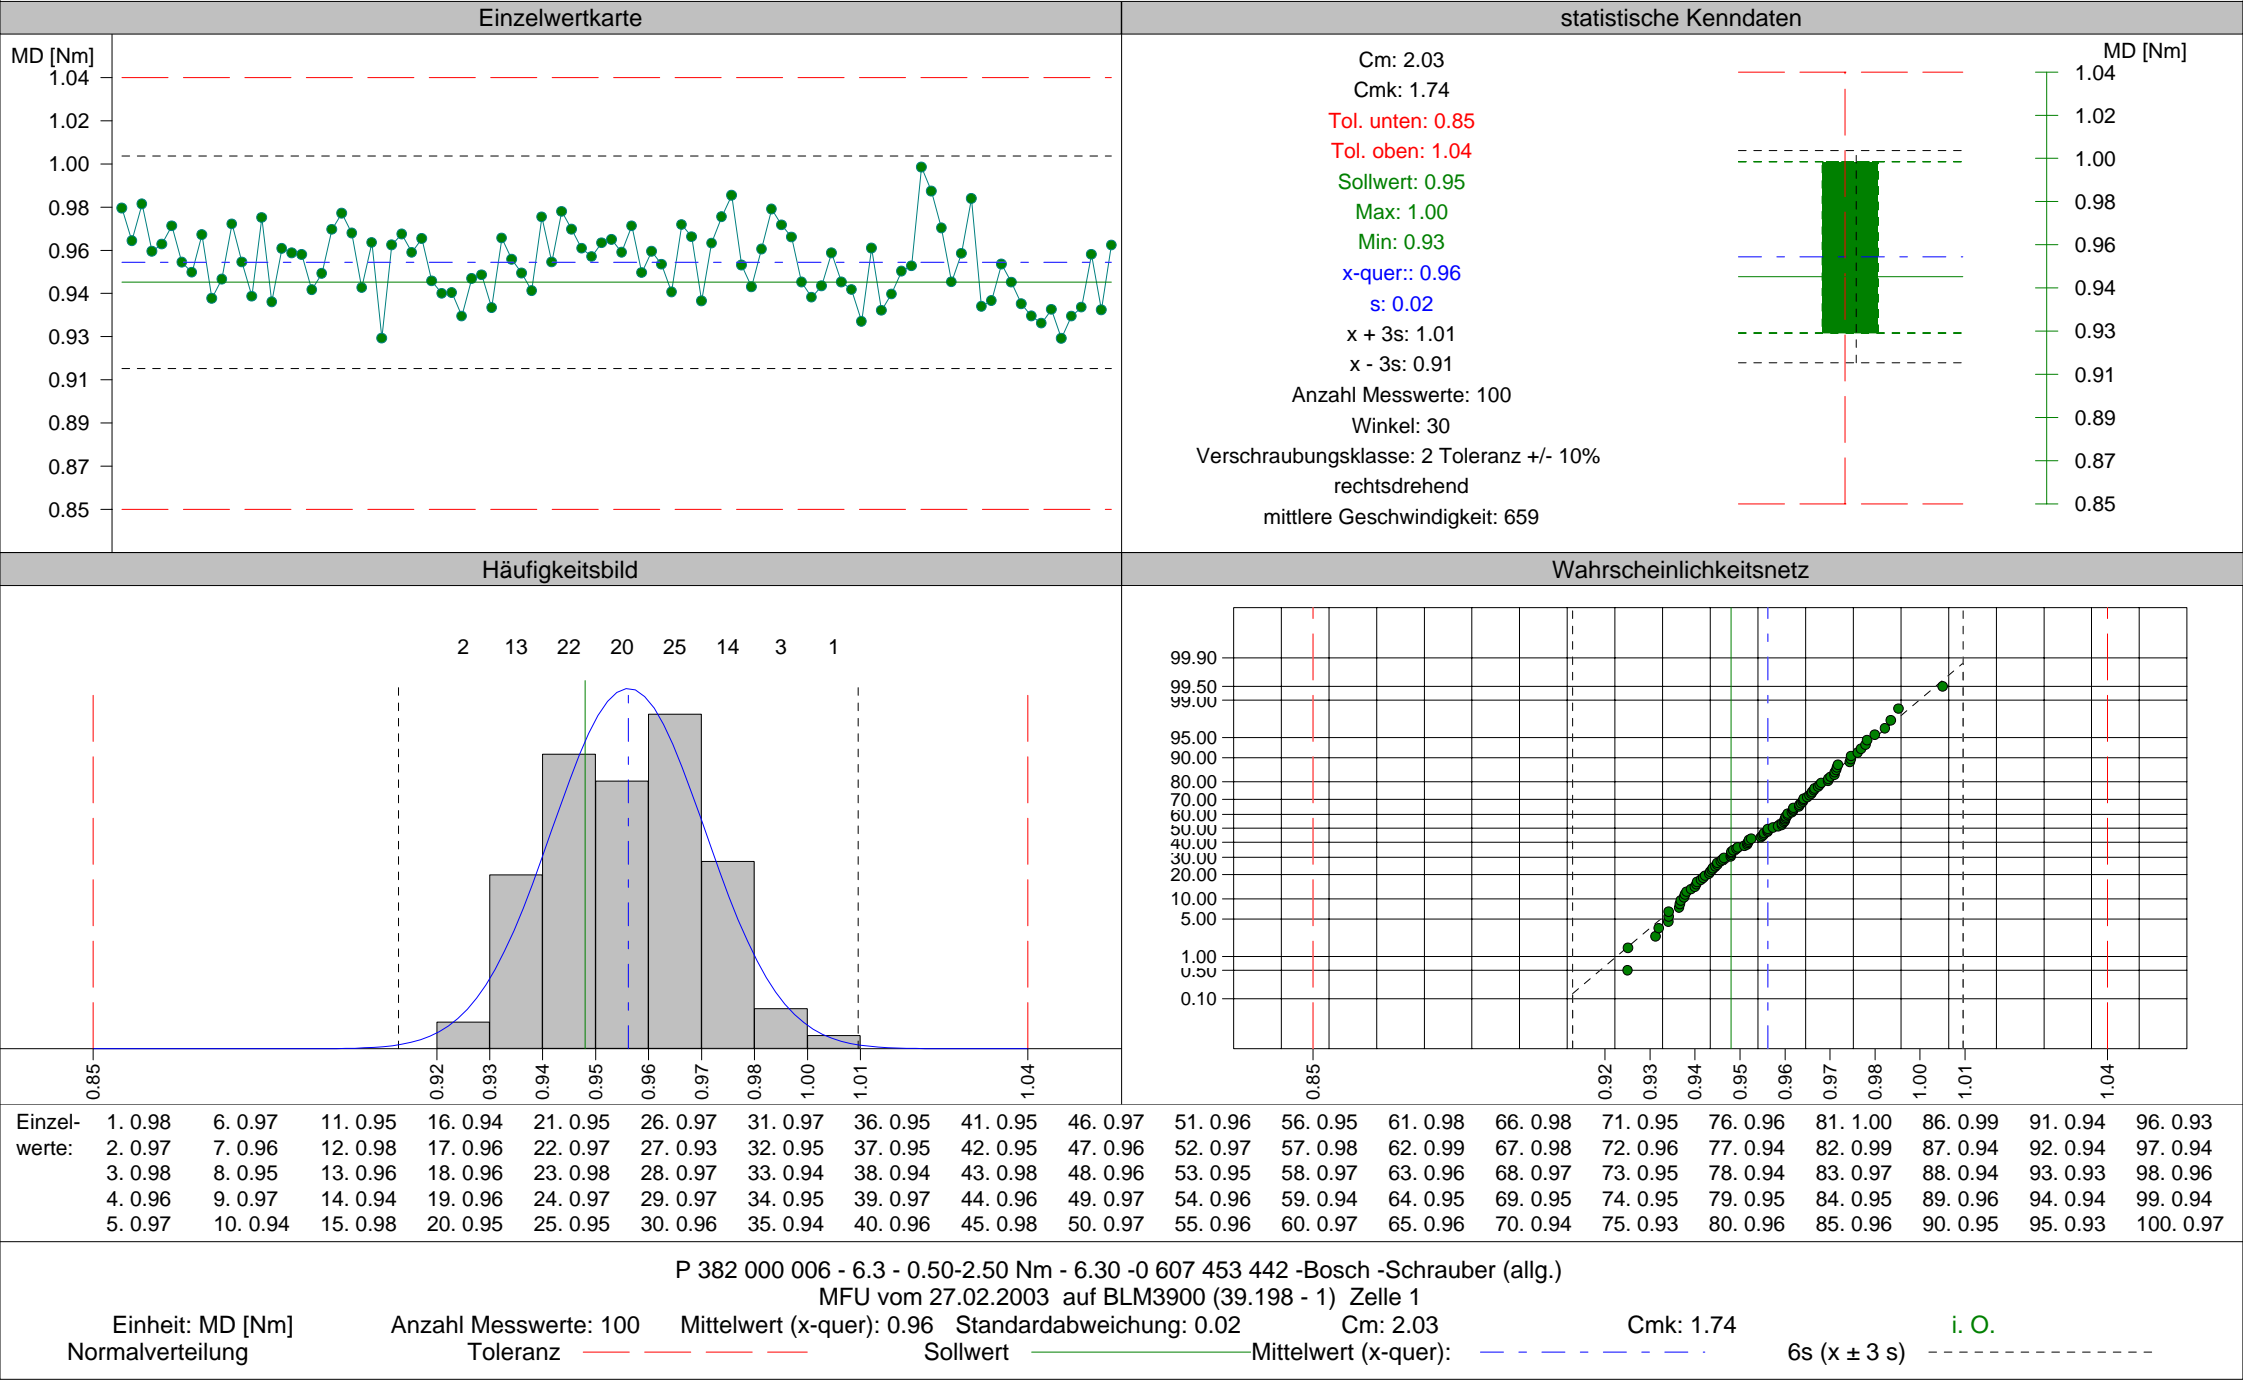 Einzelwertkarte
MD [Nm]
1.04
1.02
1.00
0.98
0.96
0.94
0.93
0.91
0.89
0.87
0.85
statistische Kenndaten
Cm: 2.03
Cmk: 1.74
Tol. unten: 0.85
Tol. oben: 1.04
Sollwert: 0.95
Max: 1.00
Min: 0.93
x-quer:: 0.96
s: 0.02
x + 3s: 1.01
x - 3s: 0.91
Anzahl Messwerte: 100
Winkel: 30
Verschraubungsklasse: 2 Toleranz +/- 10%
rechtsdrehend
mittlere Geschwindigkeit: 659
MD [Nm]
1.04
1.02
1.00
0.98
0.96
0.94
0.93
0.91
0.89
0.87
0.85
Häufigkeitsbild
2 13 22 20 25 14 3 1
0.85 0.92 0.93 0.94 0.95 0.96 0.97 0.98 1.00 1.01 1.04
Wahrscheinlichkeitsnetz
99.90
99.50
99.00
95.00
90.00
80.00
70.00
60.00
50.00
40.00
30.00
20.00
10.00
5.00
1.00
0.50
0.10
0.85 0.92 0.93 0.94 0.95 0.96 0.97 0.98 1.00 1.01 1.04
Einzel- 1. 0.98 6. 0.97 11. 0.95 16. 0.94 21. 0.95 26. 0.97 31. 0.97 36. 0.95 41. 0.95 46. 0.97 51. 0.96 56. 0.95 61. 0.98 66. 0.98 71. 0.95 76. 0.96 81. 1.00 86. 0.99 91. 0.94 96. 0.93
werte: 2. 0.97 7. 0.96 12. 0.98 17. 0.96 22. 0.97 27. 0.93 32. 0.95 37. 0.95 42. 0.95 47. 0.96 52. 0.97 57. 0.98 62. 0.99 67. 0.98 72. 0.96 77. 0.94 82. 0.99 87. 0.94 92. 0.94 97. 0.94
3. 0.98 8. 0.95 13. 0.96 18. 0.96 23. 0.98 28. 0.97 33. 0.94 38. 0.94 43. 0.98 48. 0.96 53. 0.95 58. 0.97 63. 0.96 68. 0.97 73. 0.95 78. 0.94 83. 0.97 88. 0.94 93. 0.93 98. 0.96
4. 0.96 9. 0.97 14. 0.94 19. 0.96 24. 0.97 29. 0.97 34. 0.95 39. 0.97 44. 0.96 49. 0.97 54. 0.96 59. 0.94 64. 0.95 69. 0.95 74. 0.95 79. 0.95 84. 0.95 89. 0.96 94. 0.94 99. 0.94
5. 0.97 10. 0.94 15. 0.98 20. 0.95 25. 0.95 30. 0.96 35. 0.94 40. 0.96 45. 0.98 50. 0.97 55. 0.96 60. 0.97 65. 0.96 70. 0.94 75. 0.93 80. 0.96 85. 0.96 90. 0.95 95. 0.93 100. 0.97
P 382 000 006 - 6.3 - 0.50-2.50 Nm - 6.30 -0 607 453 442 -Bosch -Schrauber (allg.)
MFU vom 27.02.2003 auf BLM3900 (39.198 - 1) Zelle 1
Einheit: MD [Nm] Anzahl Messwerte: 100 Mittelwert (x-quer): 0.96 Standardabweichung: 0.02 Cm: 2.03 Cmk: 1.74 i. O.
Normalverteilung Toleranz Sollwert Mittelwert (x-quer): 6s (x ± 3 s)